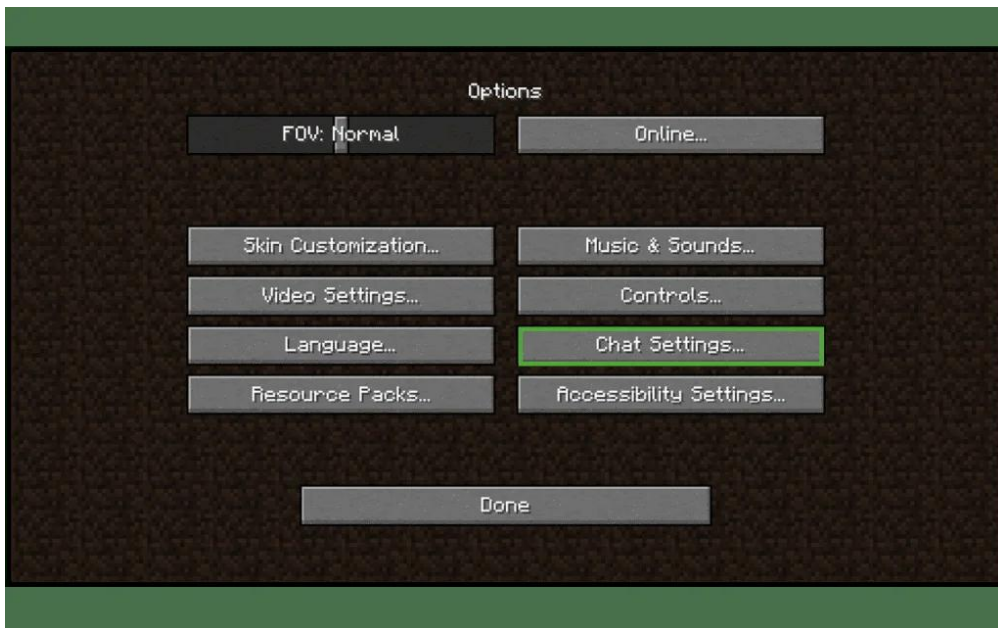 Options
FOV: Normal
Online...
Skin Customization...
Music & Sounds...
Video Settings...
Controls...
Language...
Chat Settings...
Resource Packs...
Accessibility Settings...
Done